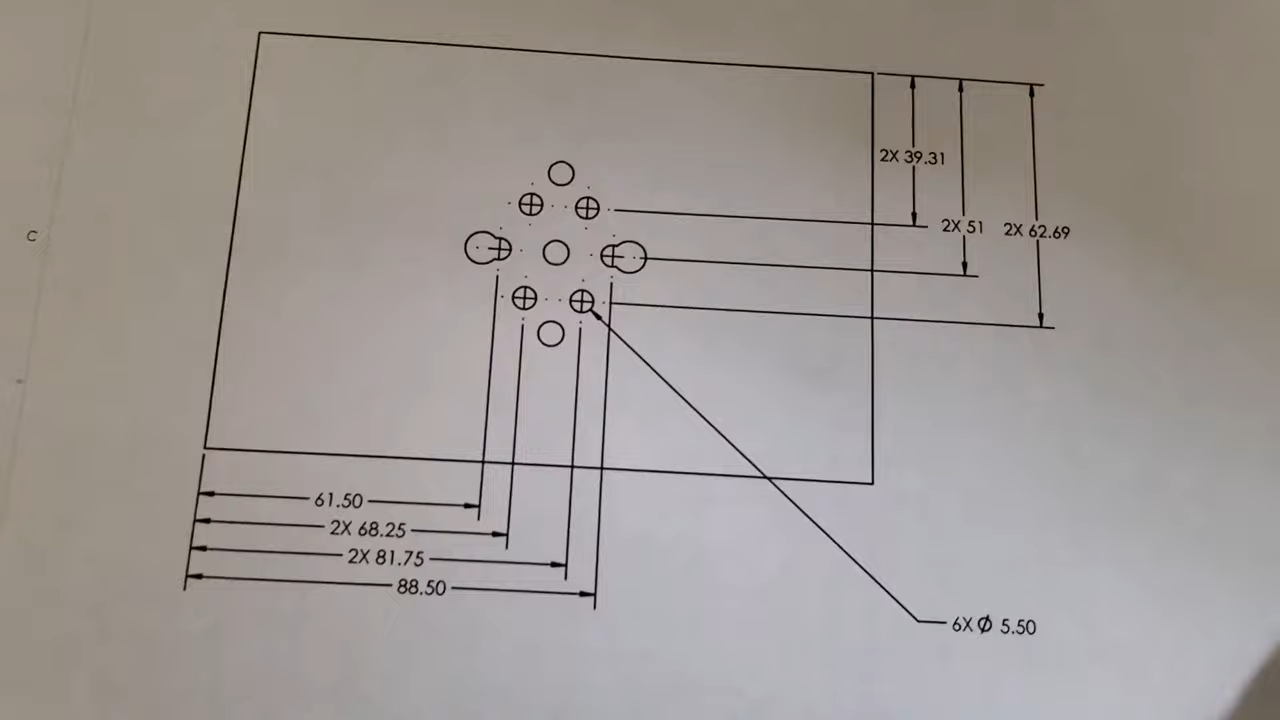 2X 39.31
2X 51
2X 62.69
C
61.50
2X 68.25
2X 81.75
88.50
6X Ø 5.50